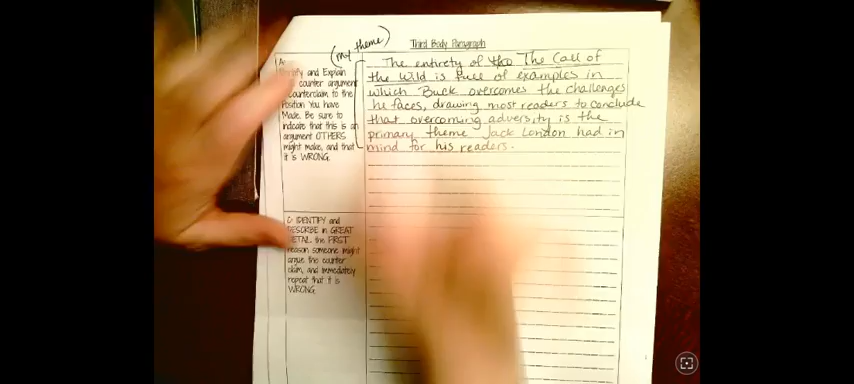 (my theme)
Third Body Paragraph
A:
and Explain
counter argument
counterclaim to the
Position You have
Made. Be sure to
indicate that this is an
argument OTHERS
might make, and that
it is WRONG.
The entirety of The Call of
the Wild is full of examples in
which Buck overcomes the challenges
he faces, drawing most readers to conclude
that overcoming adversity is the
primary theme Jack London had in
mind for his readers.
C: IDENTIFY and
DESCRIBE in GREAT
DETAIL the FIRST
reason someone might
argue the counter
claim, and immediately
repeat that it is
WRONG.